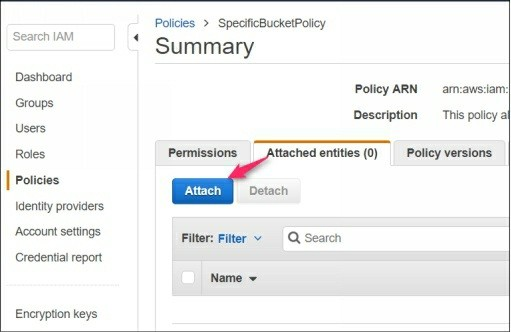 Policies > SpecificBucketPolicy
Search IAM
Summary
Dashboard
Groups
Users
Roles
Policies
Identity providers
Account settings
Credential report
Encryption keys
Policy ARN arn:aws:iam:
Description This policy al
Permissions Attached entities (0) Policy versions
Attach Detach
Filter: Filter Search
Name